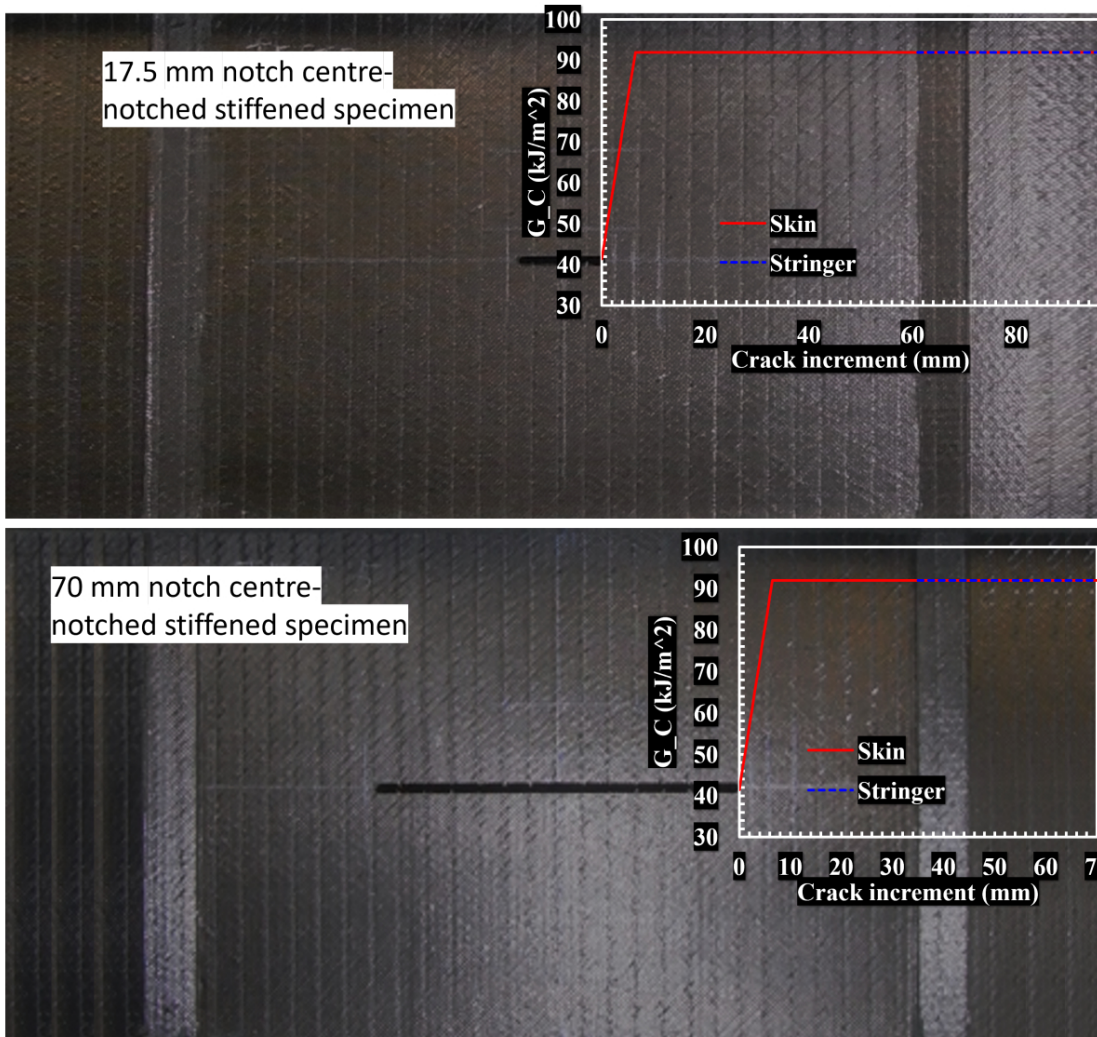 17.5 mm notch centre-
notched stiffened specimen
100
90
80
70
60
50
40
30
G_C (kJ/m^2)
Skin
Stringer
0 20 40 60 80
Crack increment (mm)
70 mm notch centre-
notched stiffened specimen
100
90
80
70
60
50
40
30
G_C (kJ/m^2)
Skin
Stringer
0 10 20 30 40 50 60
Crack increment (mm)